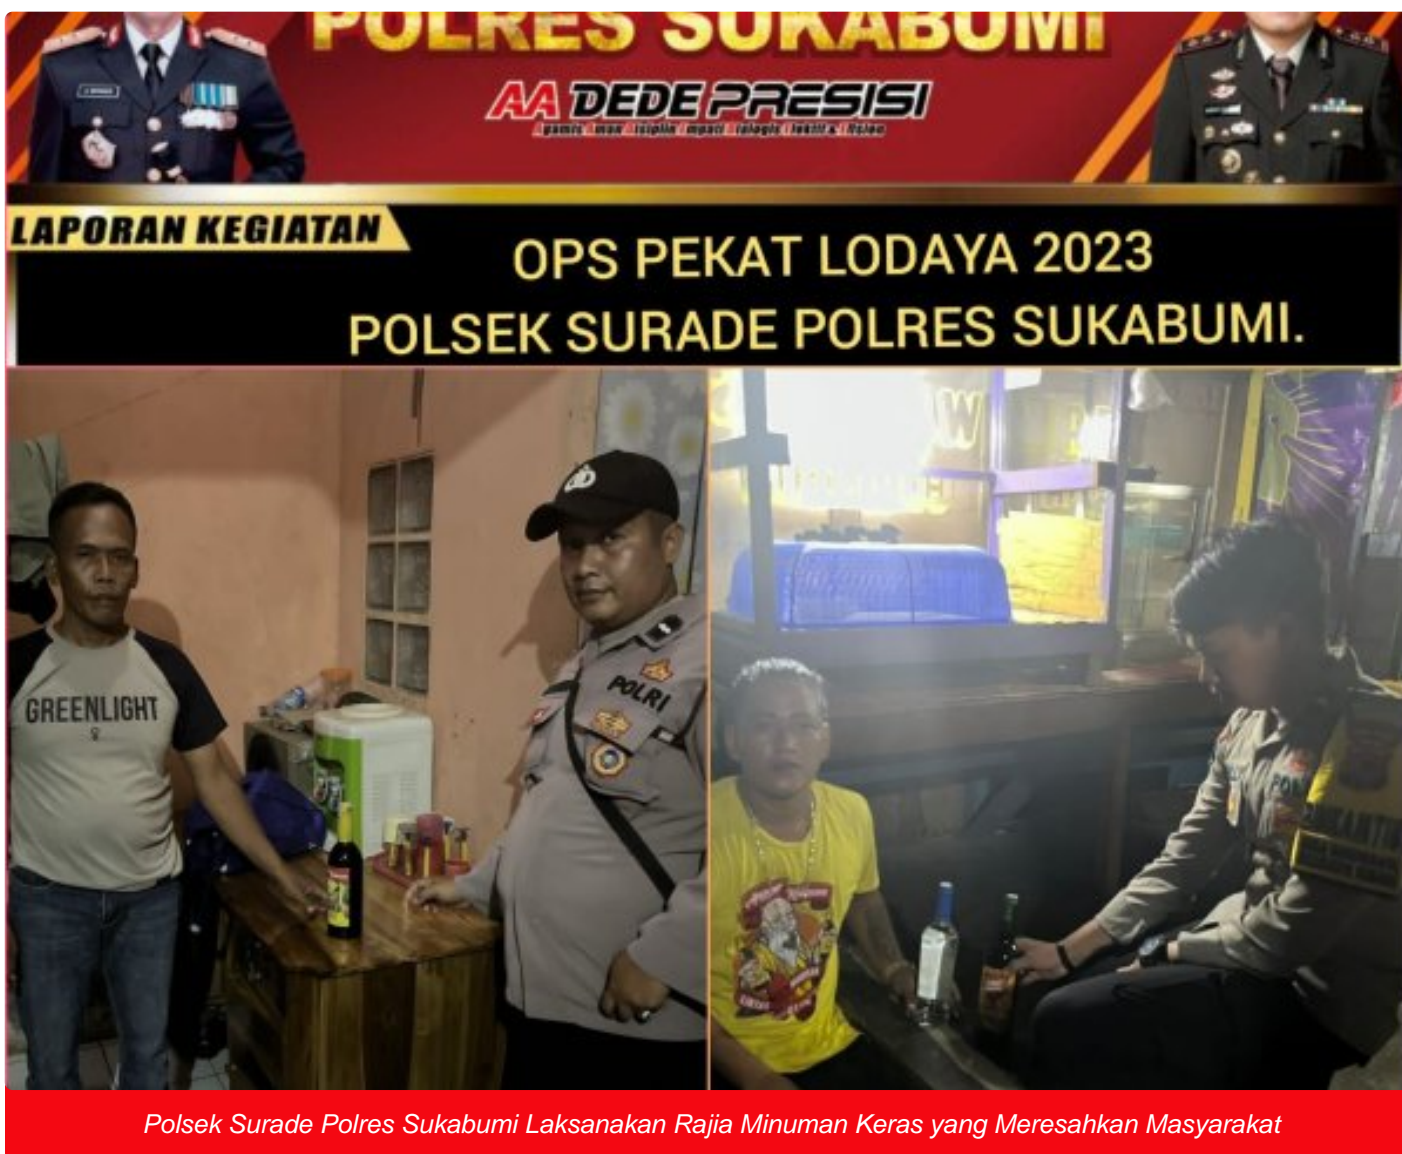 POLRES SUKABUMI
AA DEDE PRESISI
LAPORAN KEGIATAN
OPS PEKAT LODAYA 2023
POLSEK SURADE POLRES SUKABUMI.
GREENLIGHT
POLRI
Polsek Surade Polres Sukabumi Laksanakan Rajia Minuman Keras yang Meresahkan Masyarakat